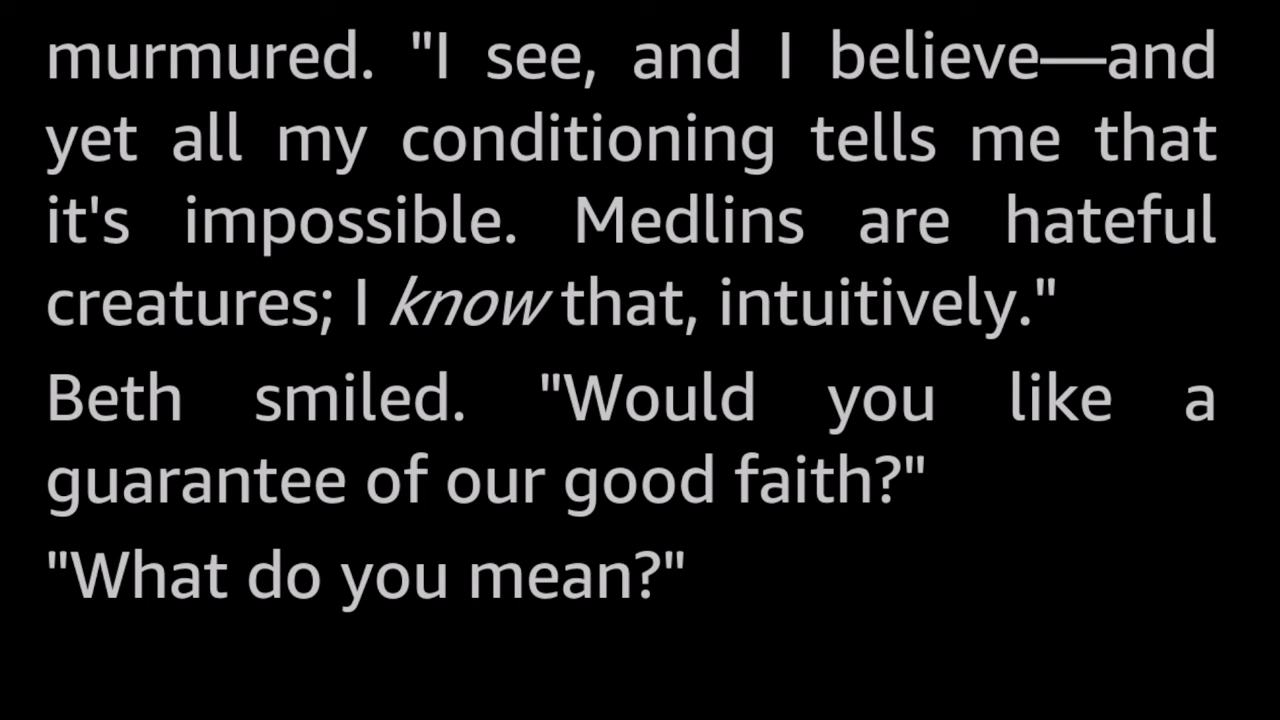 murmured. "I see, and I believe—and
yet all my conditioning tells me that
it's impossible. Medlins are hateful
creatures; I know that, intuitively."
Beth smiled. "Would you like a
guarantee of our good faith?"
"What do you mean?"